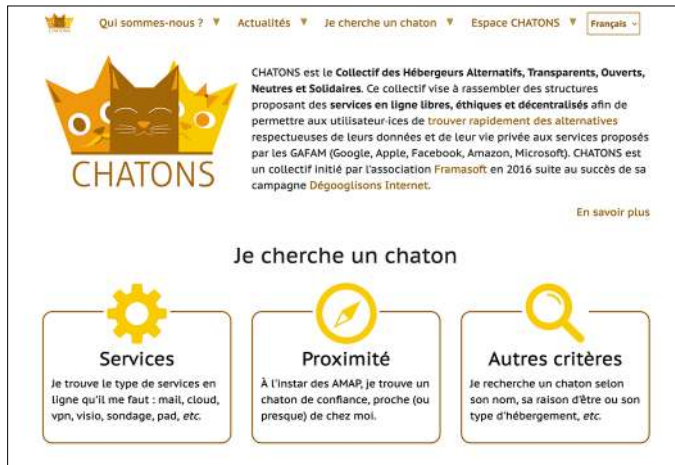 Qui sommes-nous ? ▼ Actualités ▼ Je cherche un chaton ▼ Espace CHATONS ▼ Français
CHATONS est le Collectif des Hébergeurs Alternatifs, Transparents, Ouverts,
Neutres et Solidaires. Ce collectif vise à rassembler des structures
proposant des services en ligne libres, éthiques et décentralisés afin de
permettre aux utilisateur·ices de trouver rapidement des alternatives
respectueuses de leurs données et de leur vie privée aux services proposés
par les GAFAM (Google, Apple, Facebook, Amazon, Microsoft). CHATONS est
un collectif initié par l'association Framasoft en 2016 suite au succès de sa
campagne Dégooglisons Internet.
CHATONS
En savoir plus
Je cherche un chaton
Services
Je trouve le type de services en
ligne qu'il me faut : mail, cloud,
vpn, visio, sondage, pad, etc.
Proximité
À l'instar des AMAP, je trouve un
chaton de confiance, proche (ou
presque) de chez moi.
Autres critères
Je recherche un chaton selon
son nom, sa raison d'être ou son
type d'hébergement, etc.